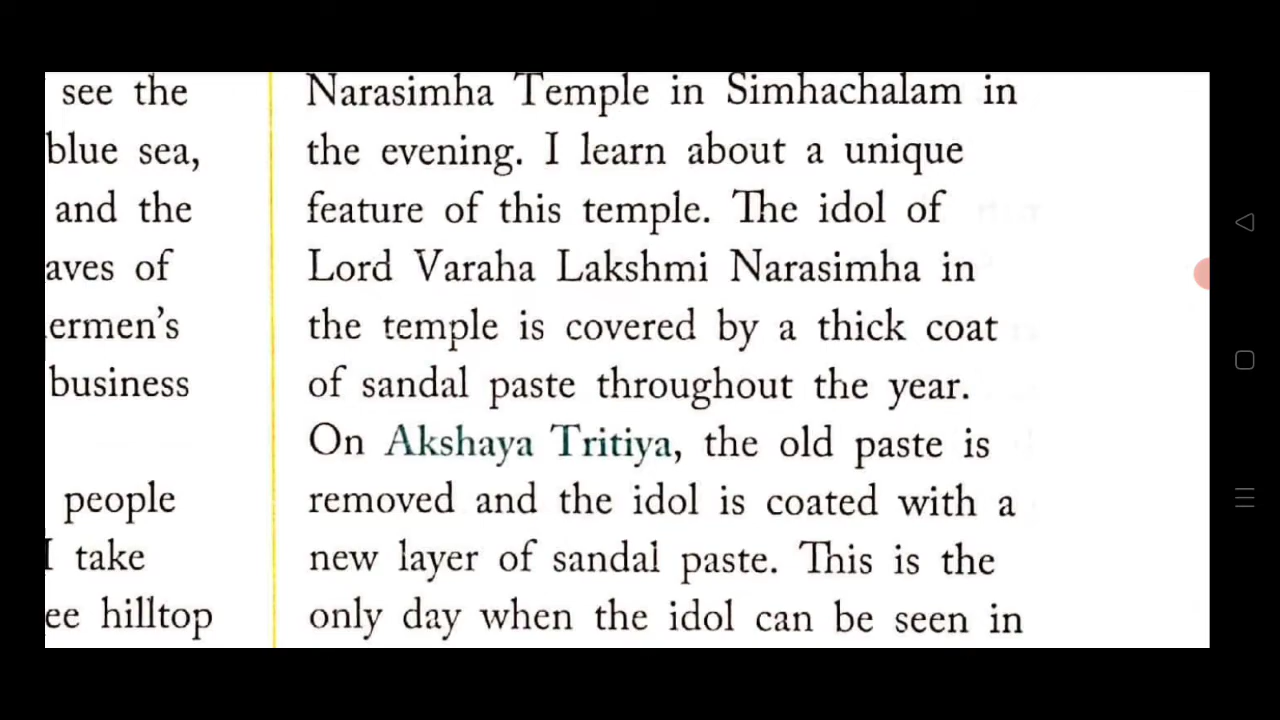 see the
blue sea,
and the
aves of
ermen's
business
people
I take
ee hilltop
Narasimha Temple in Simhachalam in
the evening. I learn about a unique
feature of this temple. The idol of
Lord Varaha Lakshmi Narasimha in
the temple is covered by a thick coat
of sandal paste throughout the year.
On Akshaya Tritiya, the old paste is
removed and the idol is coated with a
new layer of sandal paste. This is the
only day when the idol can be seen in